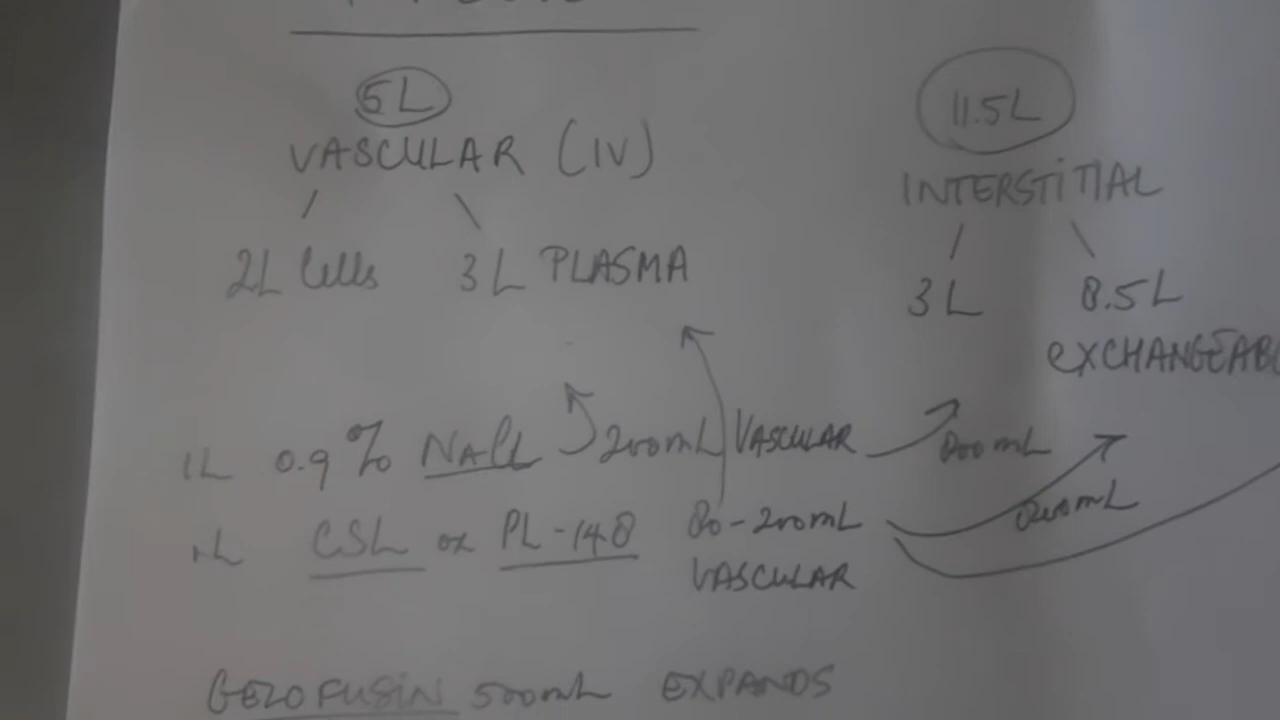 5L
VASCULAR (IV)
2L Cells 3L PLASMA
11.5L
INTERSTITIAL
3L 8.5L
EXCHANGEAB
1L 0.9% NaCl 200mL VASCULAR 800mL
1L CSL or PL-148 80-200mL
VASCULAR
GELOFUSIN 500mL EXPANDS